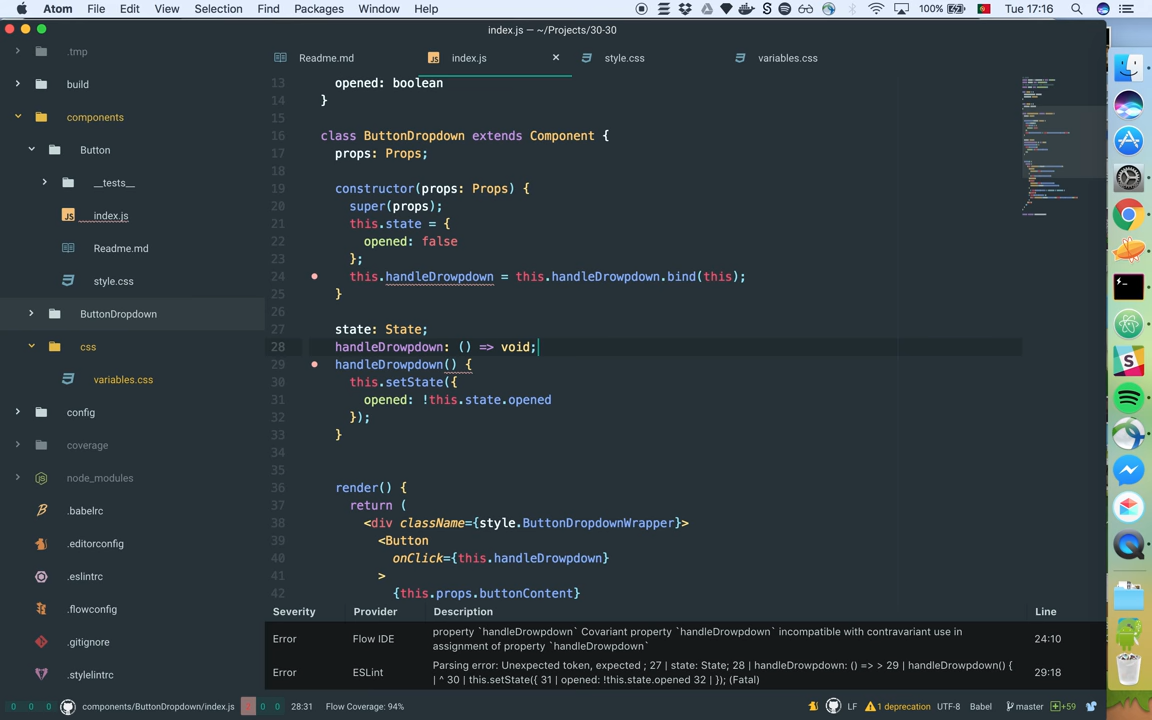 Atom File Edit View Selection Find Packages Window Help 100% Tue 17:16
index.js — ~/Projects/30-30
.tmp
build
components
Button
__tests__
index.js
Readme.md
style.css
ButtonDropdown
css
variables.css
config
coverage
node_modules
.babelrc
.editorconfig
.eslintrc
.flowconfig
.gitignore
.stylelintrc
Readme.md index.js style.css variables.css
13 opened: boolean
14 }
15
16 class ButtonDropdown extends Component {
17 props: Props;
18
19 constructor(props: Props) {
20 super(props);
21 this.state = {
22 opened: false
23 };
24 this.handleDrowpdown = this.handleDrowpdown.bind(this);
25 }
26
27 state: State;
28 handleDrowpdown: () => void;
29 handleDrowpdown() {
30 this.setState({
31 opened: !this.state.opened
32 });
33 }
34
35
36 render() {
37 return (
38 <div className={style.ButtonDropdownWrapper}>
39 <Button
40 onClick={this.handleDrowpdown}
41 >
42 {this.props.buttonContent}
Severity Provider Description Line
Error Flow IDE property `handleDrowpdown` Covariant property `handleDrowpdown` incompatible with contravariant use in 24:10
assignment of property `handleDrowpdown`
Error ESLint Parsing error: Unexpected token, expected ; 27 | state: State; 28 | handleDrowpdown: () => > 29 | handleDrowpdown() { 29:18
| ^ 30 | this.setState({ 31 | opened: !this.state.opened 32 | }); (Fatal)
0 0 0 components/ButtonDropdown/index.js 0 0 28:31 Flow Coverage: 94% LF 1 deprecation UTF-8 Babel master +59